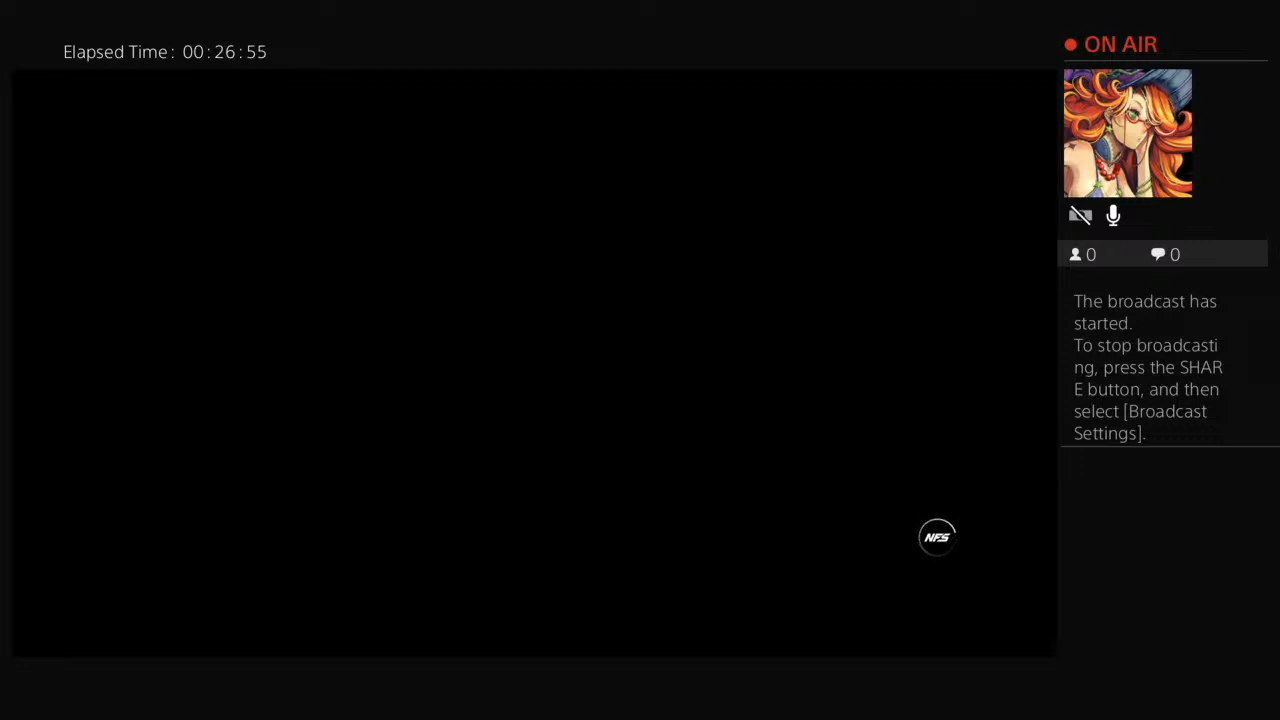 Elapsed Time: 00:26:55
ON AIR
0 0
The broadcast has
started.
To stop broadcasti
ng, press the SHAR
E button, and then
select [Broadcast
Settings].
NFS